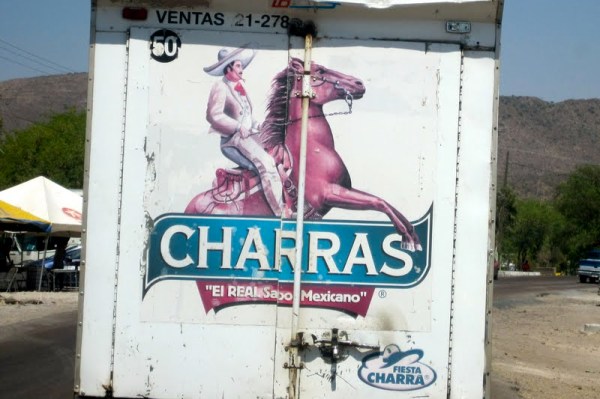 VENTAS 21-278
50
CHARRAS
"El REAL Sabor Mexicano" ®
FIESTA
CHARRA ®